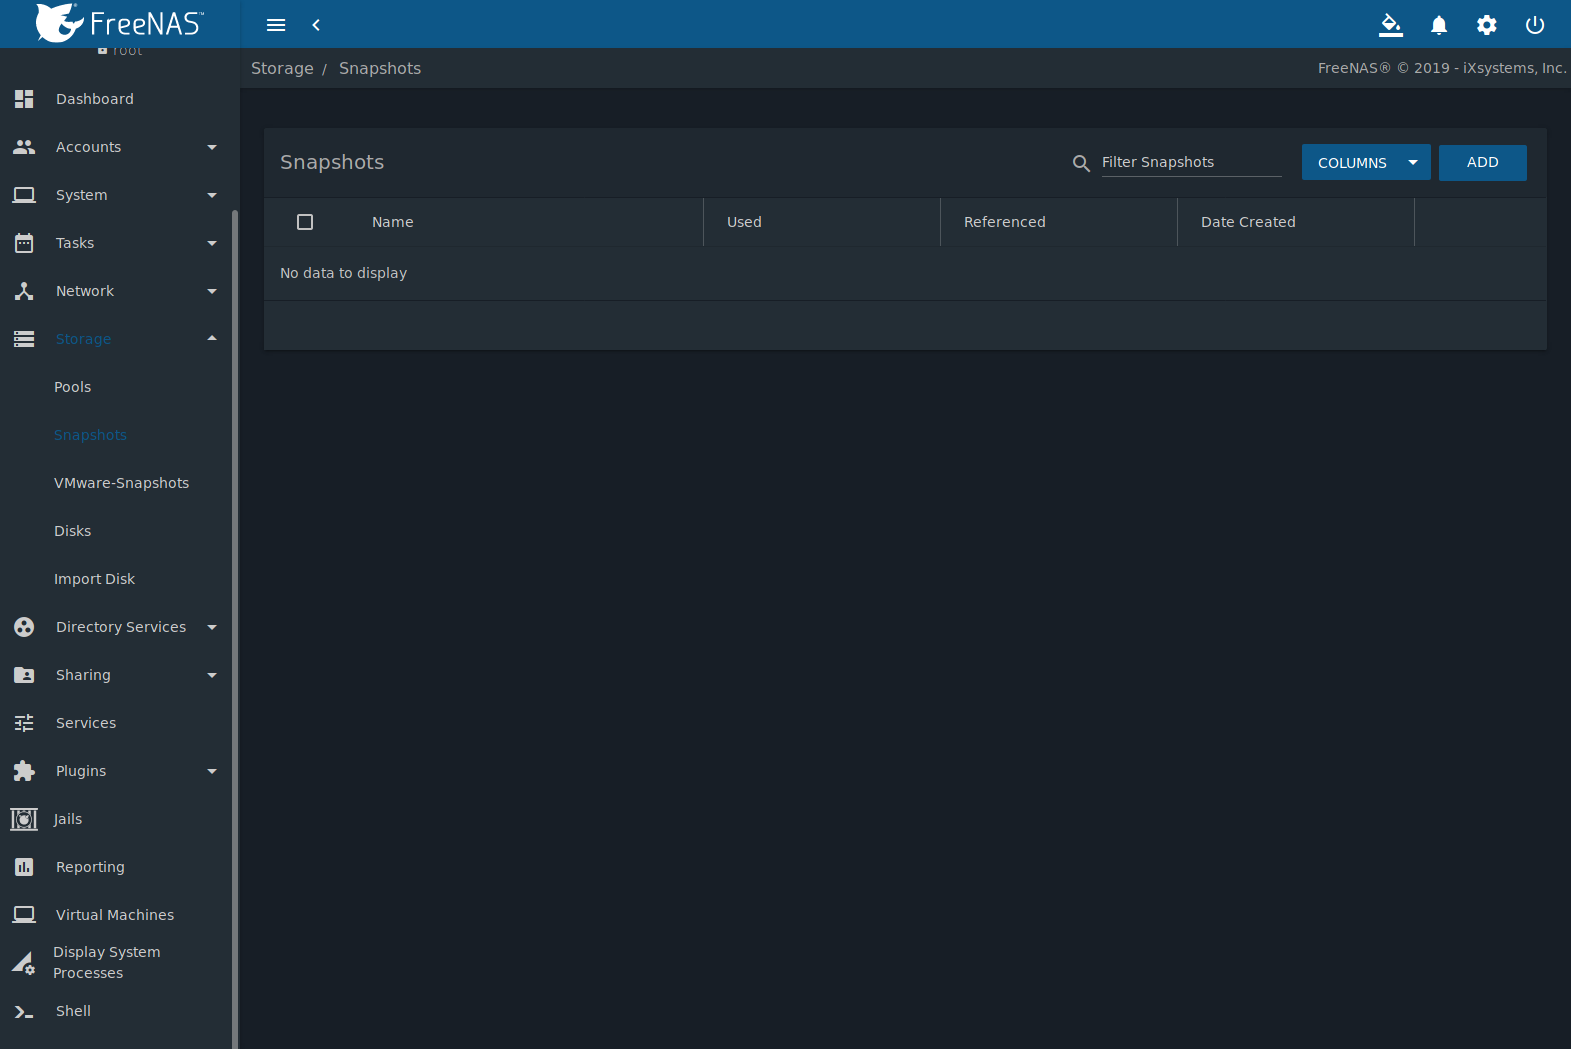 FreeNAS™
root
Storage / Snapshots
FreeNAS® © 2019 - iXsystems, Inc.
Dashboard
Accounts
System
Tasks
Network
Storage
Pools
Snapshots
VMware-Snapshots
Disks
Import Disk
Directory Services
Sharing
Services
Plugins
Jails
Reporting
Virtual Machines
Display System
Processes
Shell
Snapshots
Filter Snapshots
COLUMNS
ADD
Name Used Referenced Date Created
No data to display